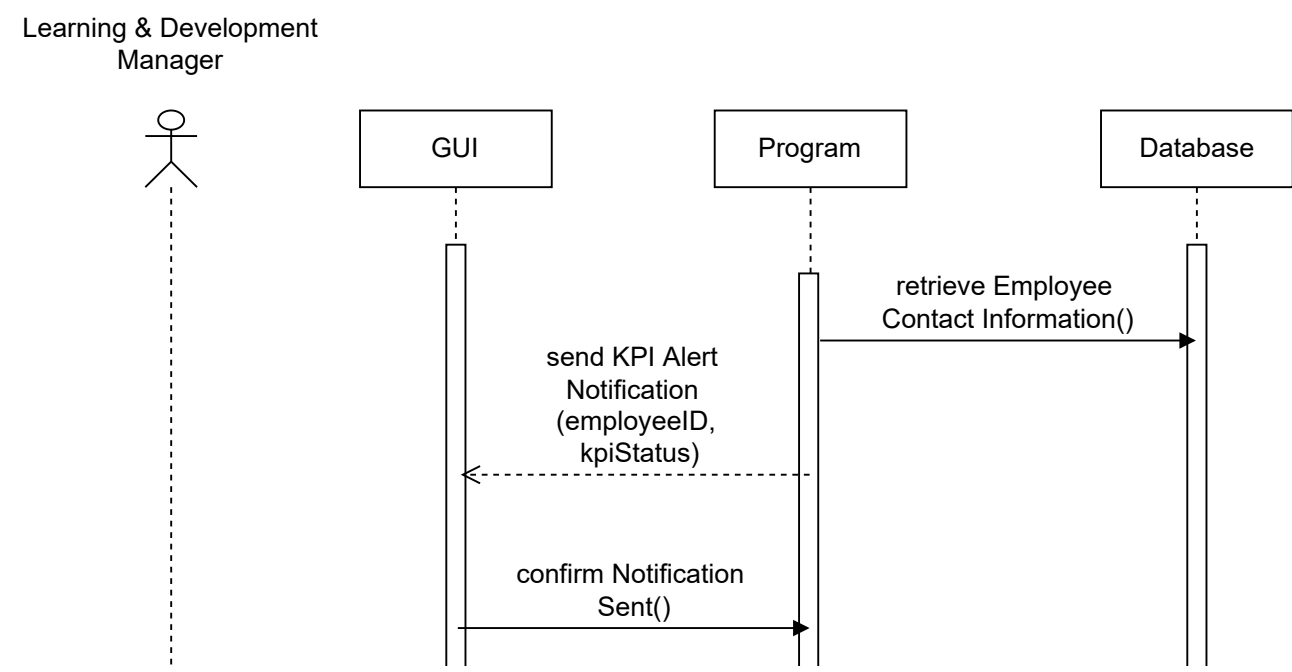 Learning & Development
Manager
GUI
Program
Database
retrieve Employee
Contact Information()
send KPI Alert
Notification
(employeeID,
kpiStatus)
confirm Notification
Sent()